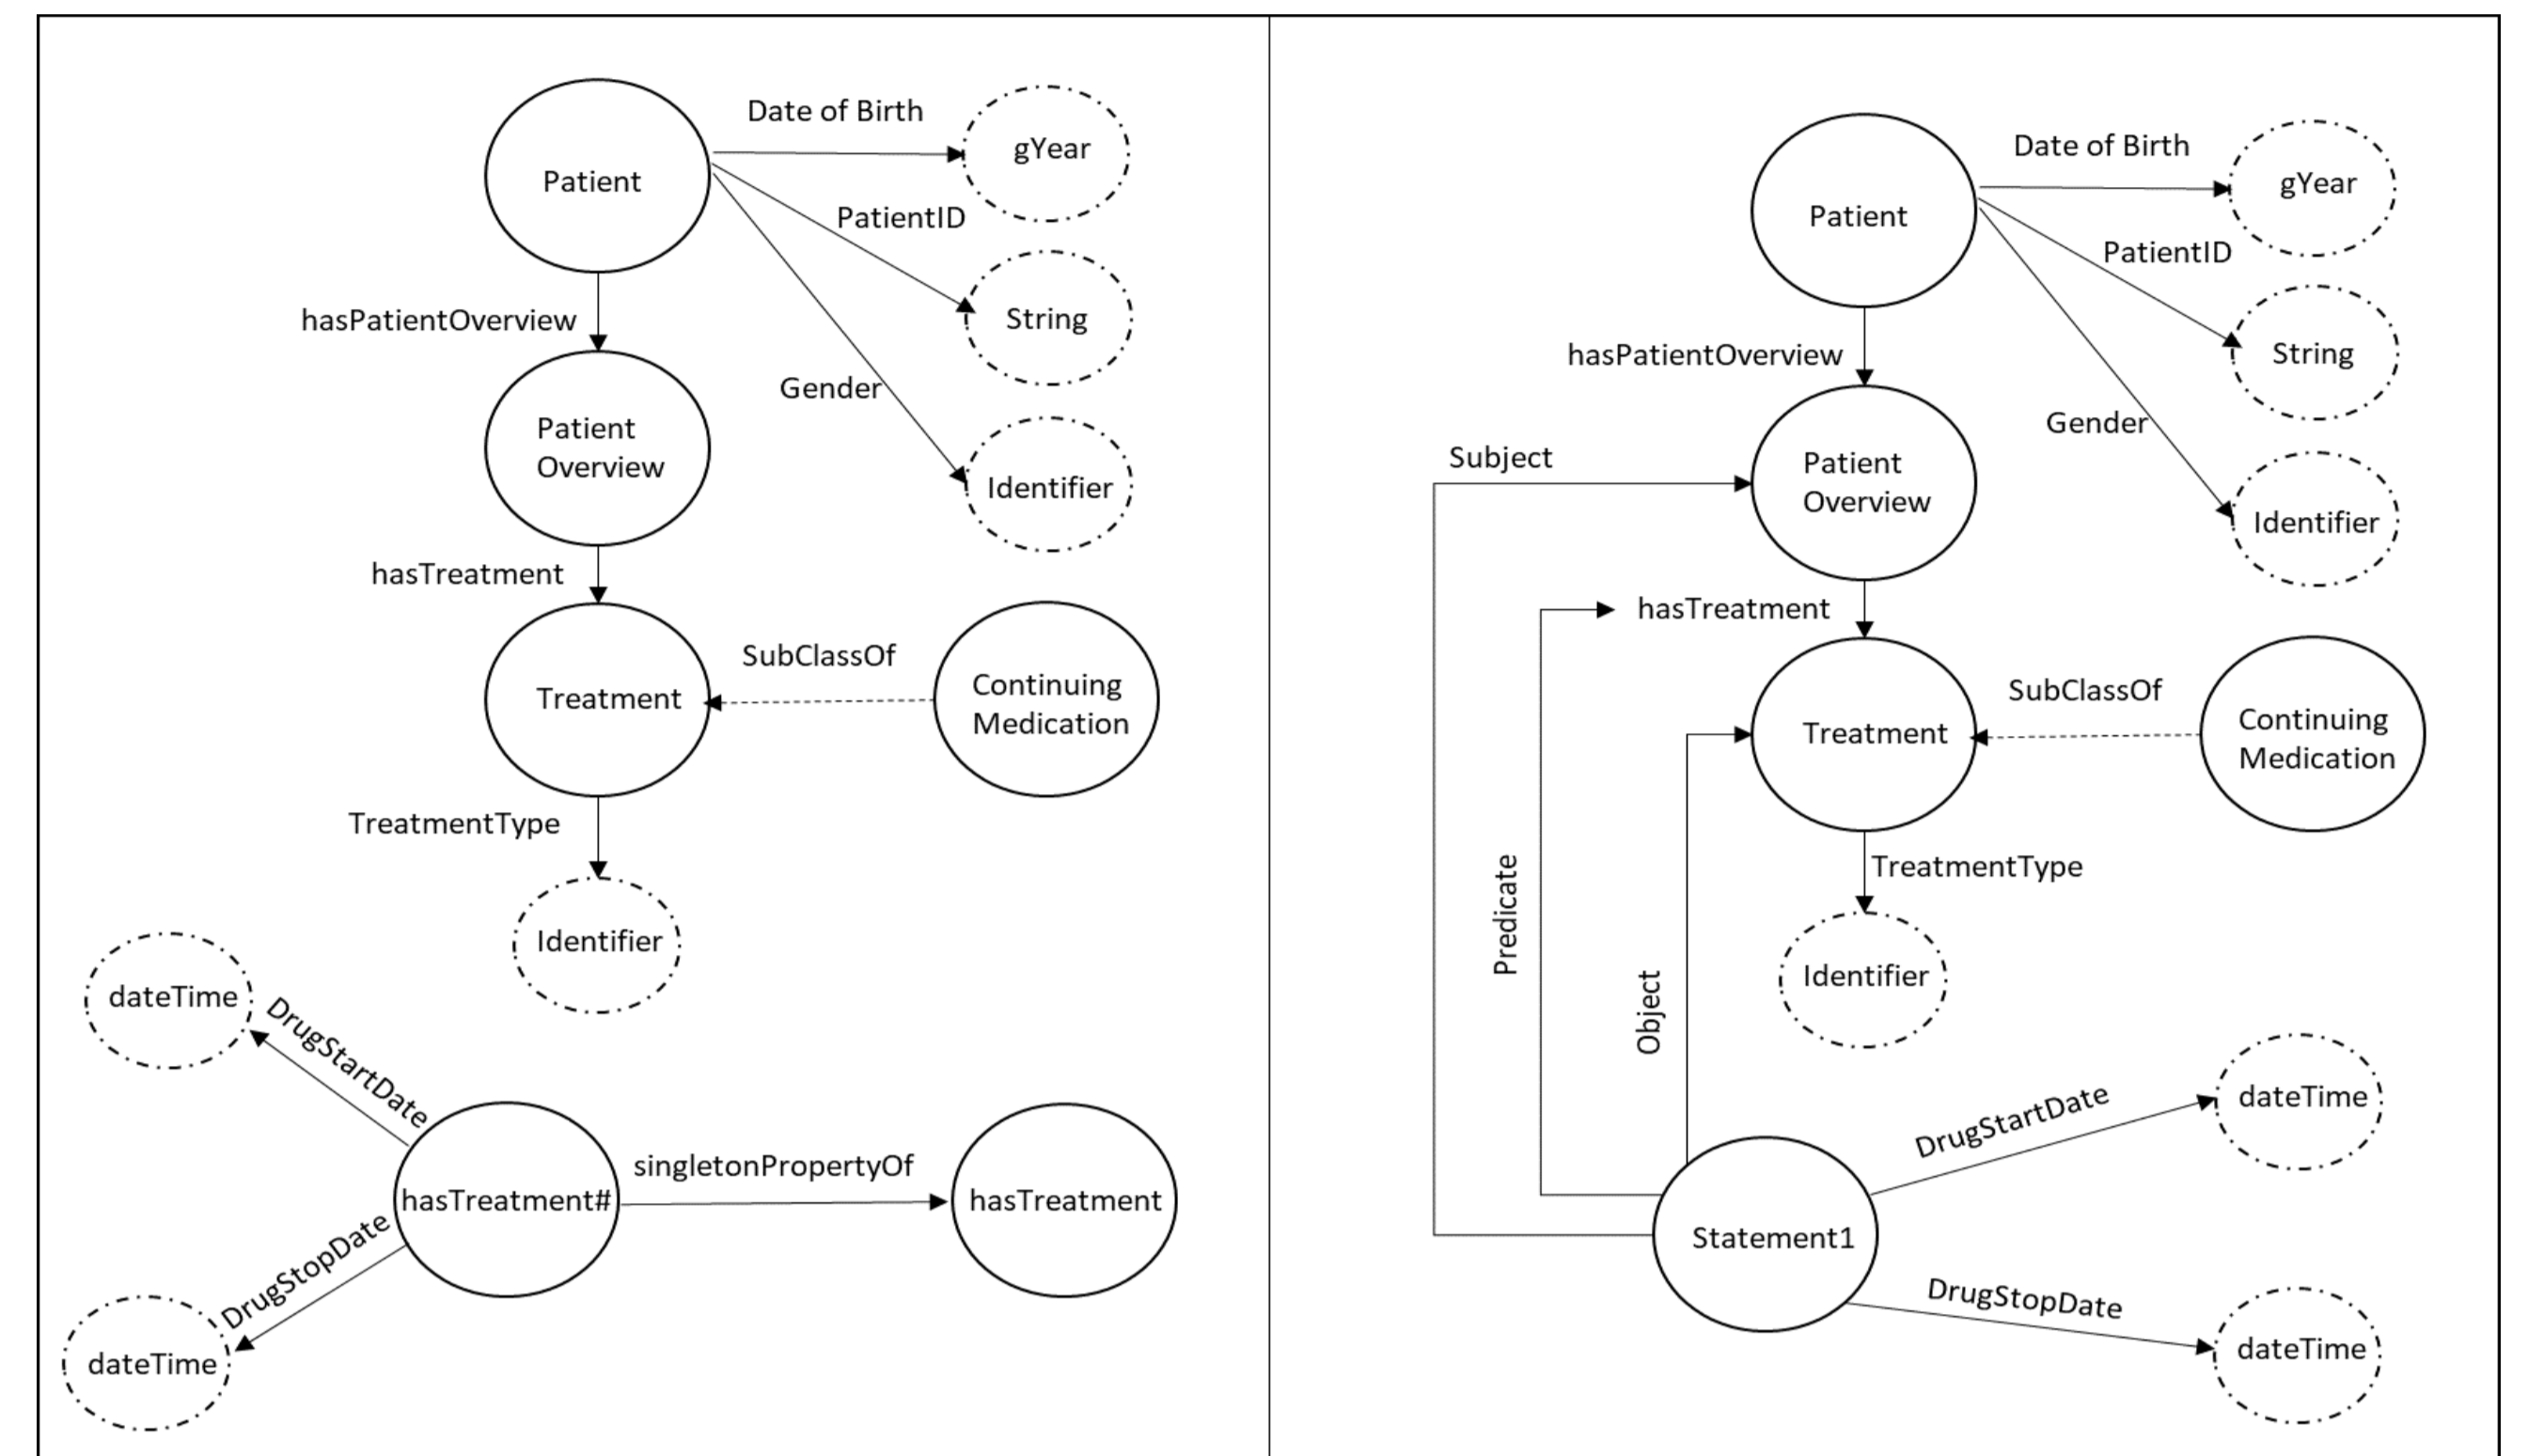 Date of Birth
gYear
Patient
PatientID
String
hasPatientOverview
Gender
Patient
Overview
Identifier
hasTreatment
SubClassOf
Treatment
Continuing
Medication
TreatmentType
Identifier
dateTime
DrugStartDate
singletonPropertyOf
hasTreatment#
hasTreatment
DrugStopDate
dateTime
Date of Birth
gYear
Patient
PatientID
String
hasPatientOverview
Gender
Subject
Patient
Overview
Identifier
hasTreatment
SubClassOf
Treatment
Continuing
Medication
TreatmentType
Predicate
Identifier
Object
DrugStartDate
dateTime
Statement1
DrugStopDate
dateTime